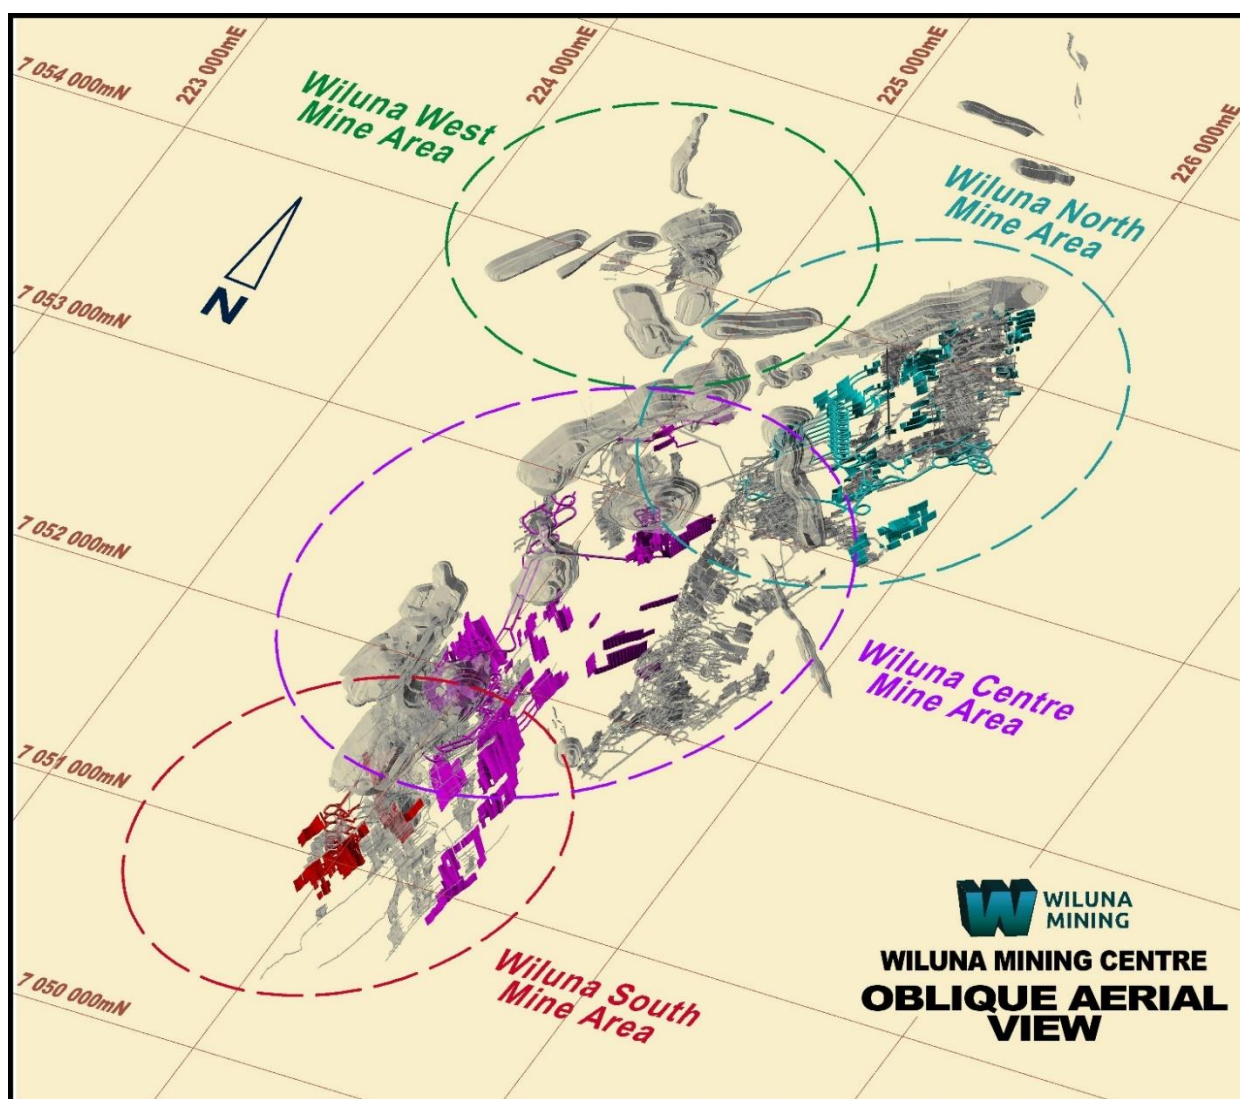 223 000mE
224 000mE
225 000mE
226 000mE
7 054 000mN
7 053 000mN
7 052 000mN
7 051 000mN
7 050 000mN
Wiluna West
Mine Area
Wiluna North
Mine Area
N
Wiluna Centre
Mine Area
Wiluna South
Mine Area
W
WILUNA
MINING
WILUNA MINING CENTRE
OBLIQUE AERIAL
VIEW